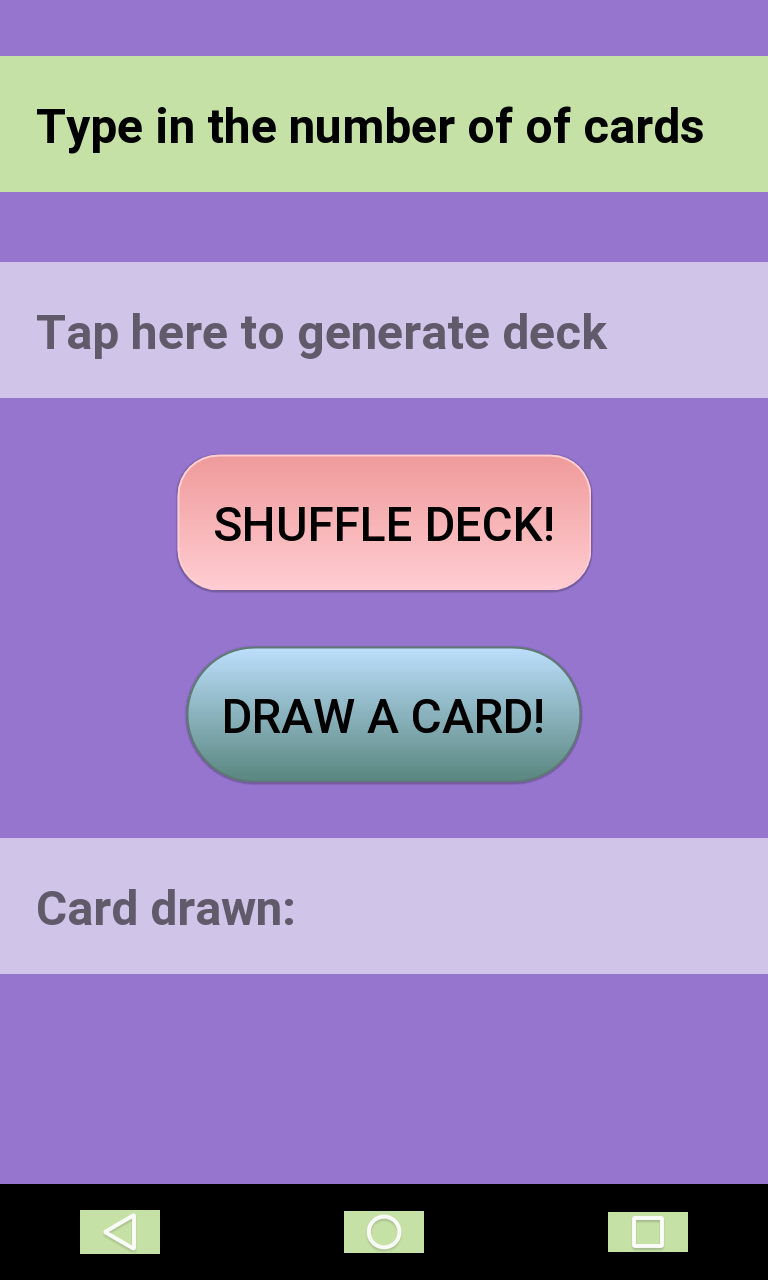 Type in the number of of cards
Tap here to generate deck
SHUFFLE DECK!
DRAW A CARD!
Card drawn: